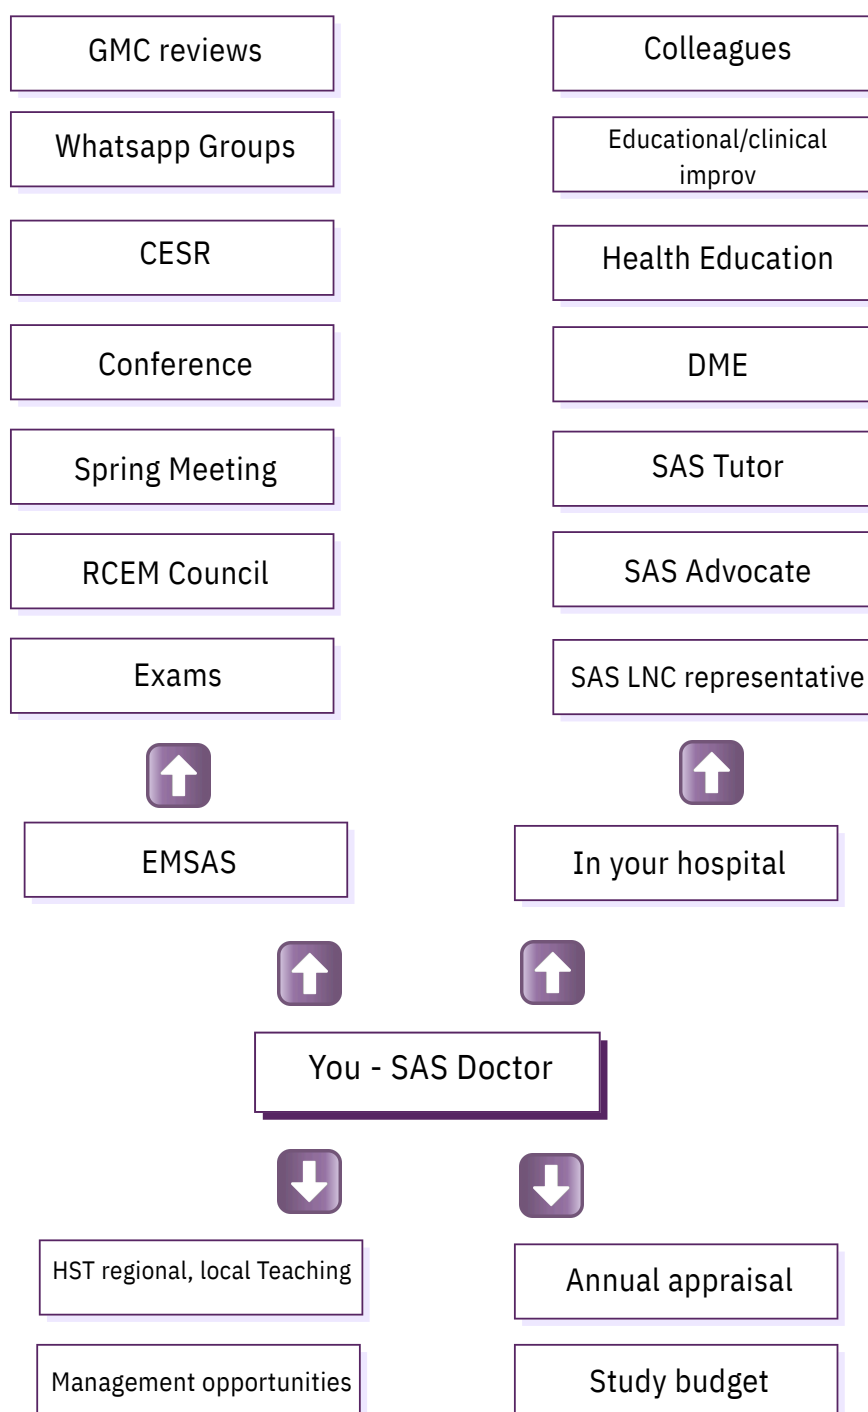 GMC reviews
Colleagues
Whatsapp Groups
Educational/clinical
improv
CESR
Health Education
Conference
DME
Spring Meeting
SAS Tutor
RCEM Council
SAS Advocate
Exams
SAS LNC representative
EMSAS
In your hospital
You - SAS Doctor
HST regional, local Teaching
Annual appraisal
Management opportunities
Study budget